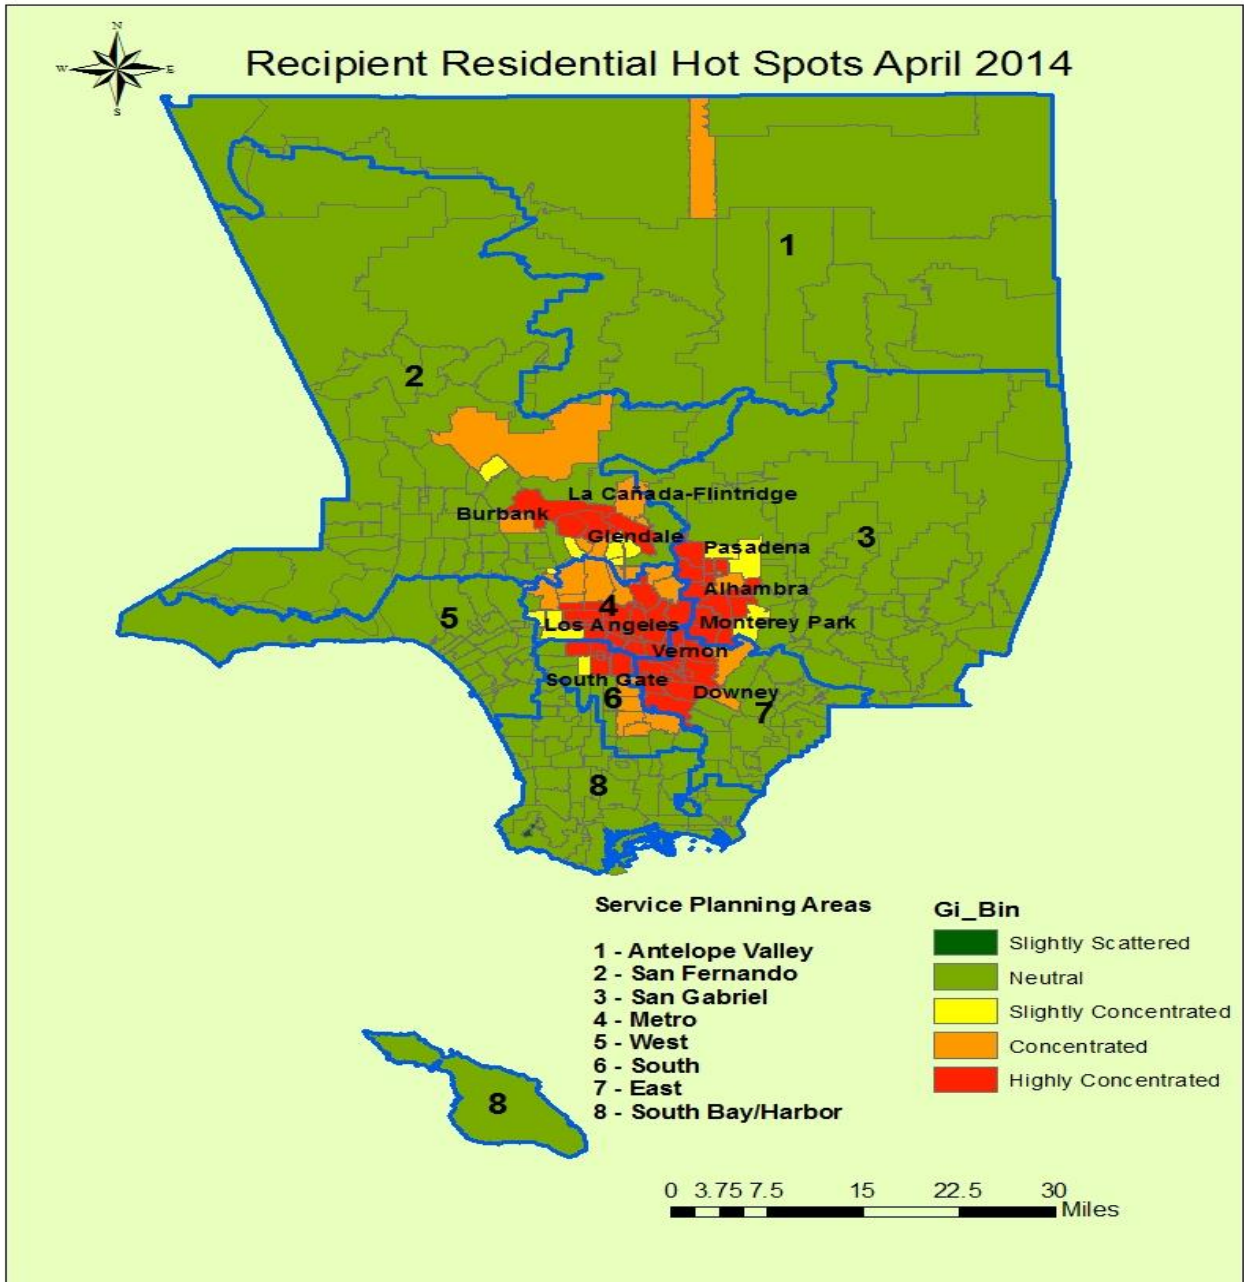 N
W
E
S
Recipient Residential Hot Spots April 2014
1
2
La Cañada-Flintridge
Burbank
Glendale
3
Pasadena
Alhambra
4
5
Los Angeles
Monterey Park
Vernon
South Gate
Downey
6
7
8
Service Planning Areas
1 - Antelope Valley
2 - San Fernando
3 - San Gabriel
4 - Metro
5 - West
6 - South
7 - East
8 - South Bay/Harbor
Gi_Bin
Slightly Scattered
Neutral
Slightly Concentrated
Concentrated
Highly Concentrated
8
0 3.75 7.5 15 22.5 30
Miles